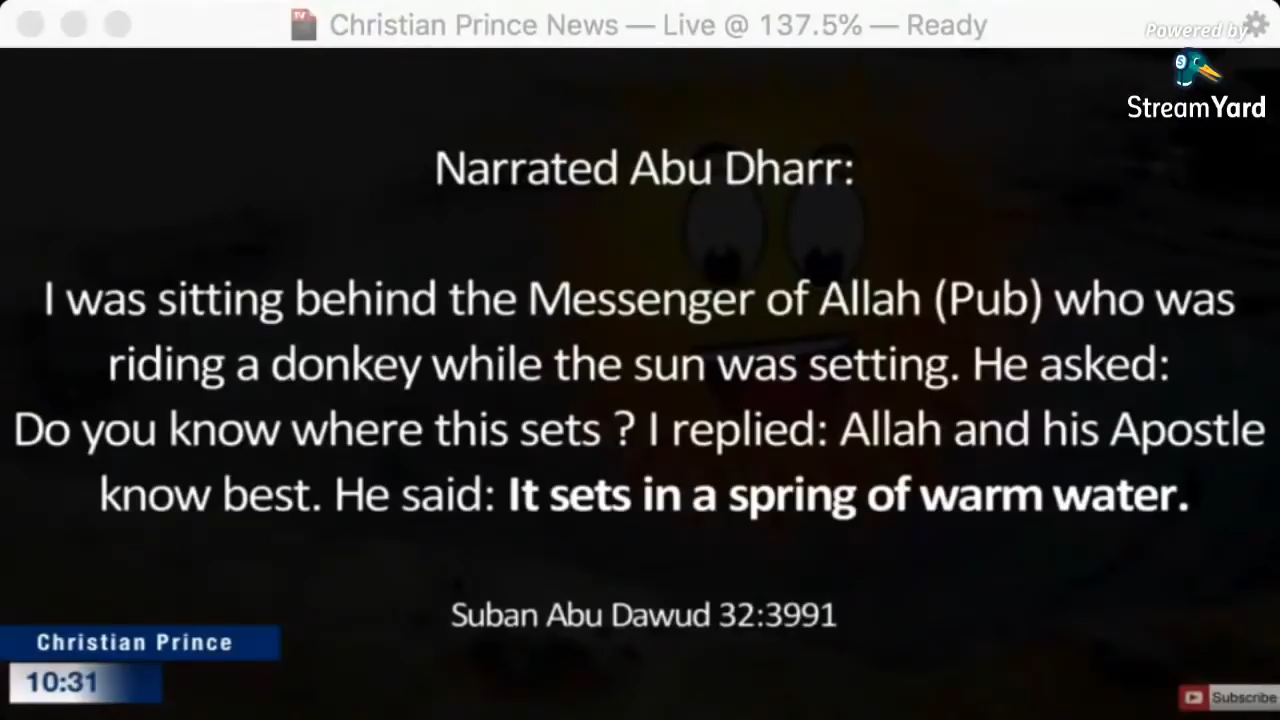 Christian Prince News — Live @ 137.5% — Ready
Powered by
StreamYard
Narrated Abu Dharr:
I was sitting behind the Messenger of Allah (Pub) who was
riding a donkey while the sun was setting. He asked:
Do you know where this sets ? I replied: Allah and his Apostle
know best. He said: It sets in a spring of warm water.
Suban Abu Dawud 32:3991
Christian Prince
10:31
Subscribe